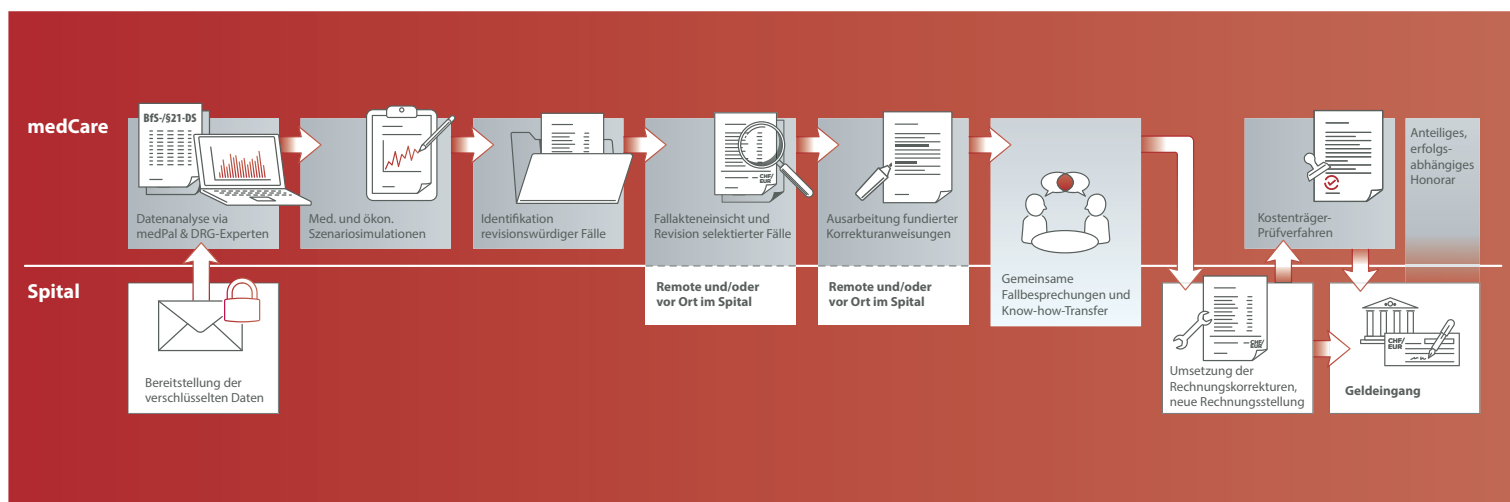 medCare
BfS-/§21-DS
Datenanalyse via
medPal & DRG-Experten
Med. und ökon.
Szenariosimulationen
Identifikation
revisionswürdiger Fälle
CHF/
EUR
Fallakteneinsicht und
Revision selektierter Fälle
Ausarbeitung fundierter
Korrekturanweisungen
Kostenträger-
Prüfverfahren
Anteiliges,
erfolgs-
abhängiges
Honorar
Spital
Bereitstellung der
verschlüsselten Daten
Remote und/oder
vor Ort im Spital
Remote und/oder
vor Ort im Spital
Gemeinsame
Fallbesprechungen und
Know-how-Transfer
CHF/
EUR
Umsetzung der
Rechnungskorrekturen,
neue Rechnungsstellung
CHF/
EUR
Geldeingang